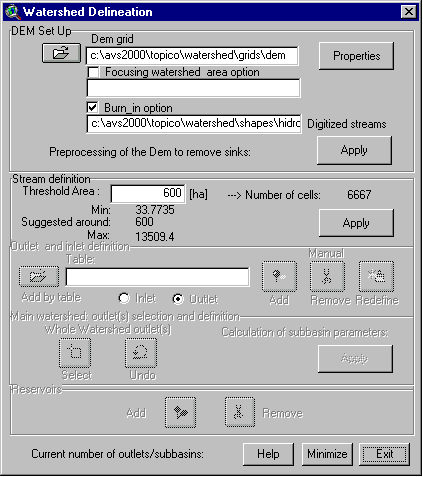 Watershed Delineation
DEM Set Up
Dem grid
c:\avs2000\topico\watershed\grids\dem
Properties
Focusing watershed area option
Burn_in option
c:\avs2000\topico\watershed\shapes\hidro
Digitized streams
Preprocessing of the Dem to remove sinks:
Apply
Stream definition
Threshold Area :
600
[ha]
---> Number of cells:
6667
Min:
33.7735
Suggested around:
600
Max:
13509.4
Apply
Outlet and inlet definition
Table:
Manual
Add by table
Inlet
Outlet
Add
Remove
Redefine
Main watershed: outlet(s) selection and definition
Whole Watershed outlet(s)
Calculation of subbasin parameters:
Select
Undo
Apply
Reservoirs
Add
Remove
Current number of outlets/subbasins:
Help
Minimize
Exit